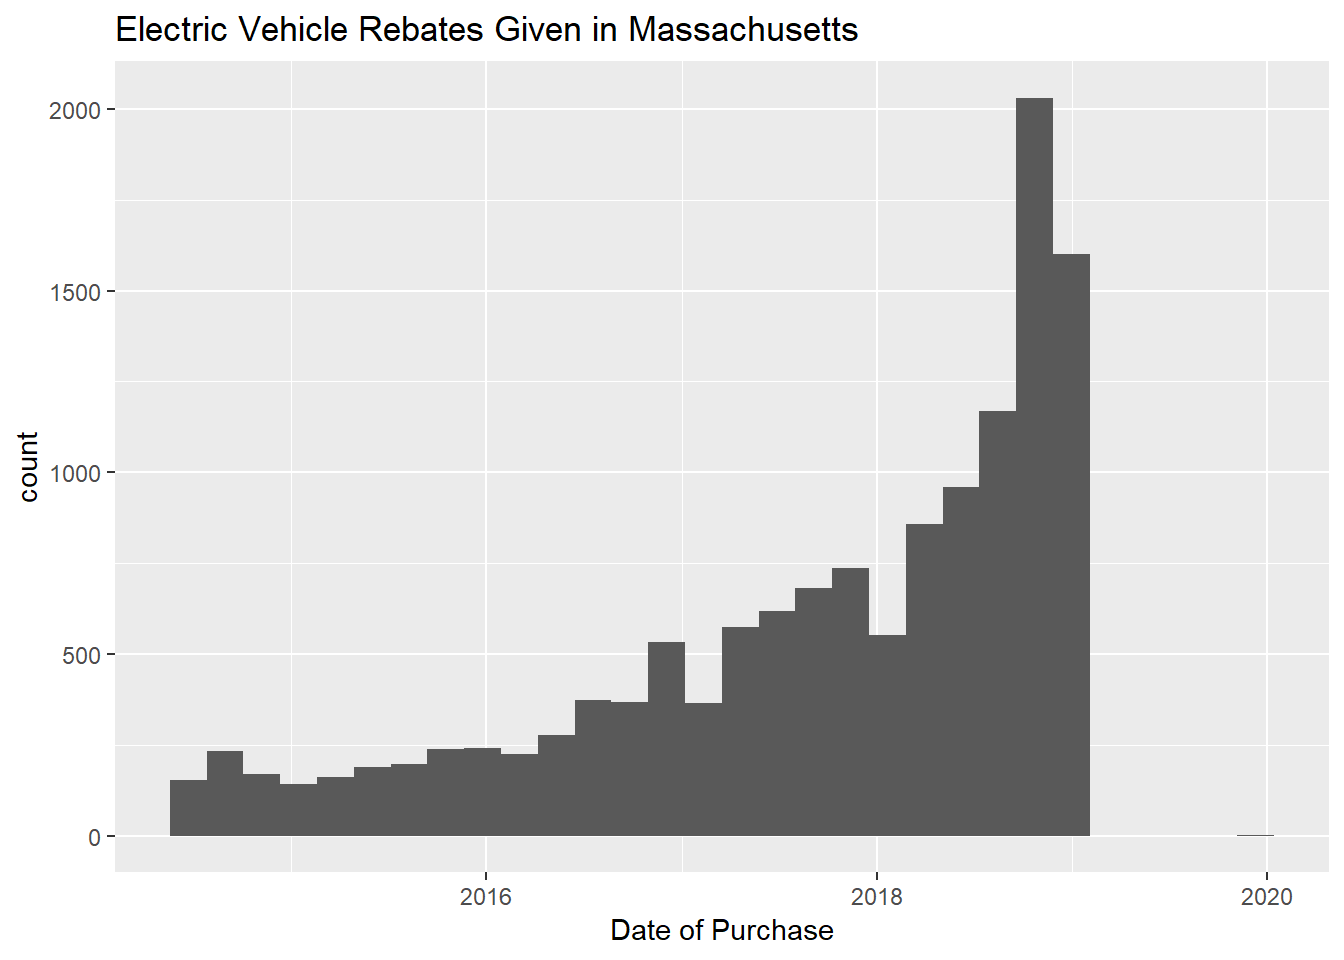 Electric Vehicle Rebates Given in Massachusetts
2000
1500
1000
500
0
count
2016 2018 2020
Date of Purchase